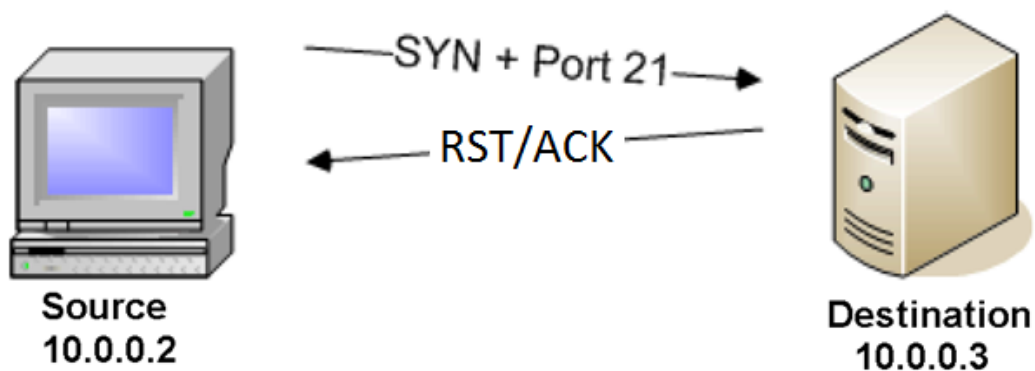 SYN + Port 21
RST/ACK
Source
10.0.0.2
Destination
10.0.0.3